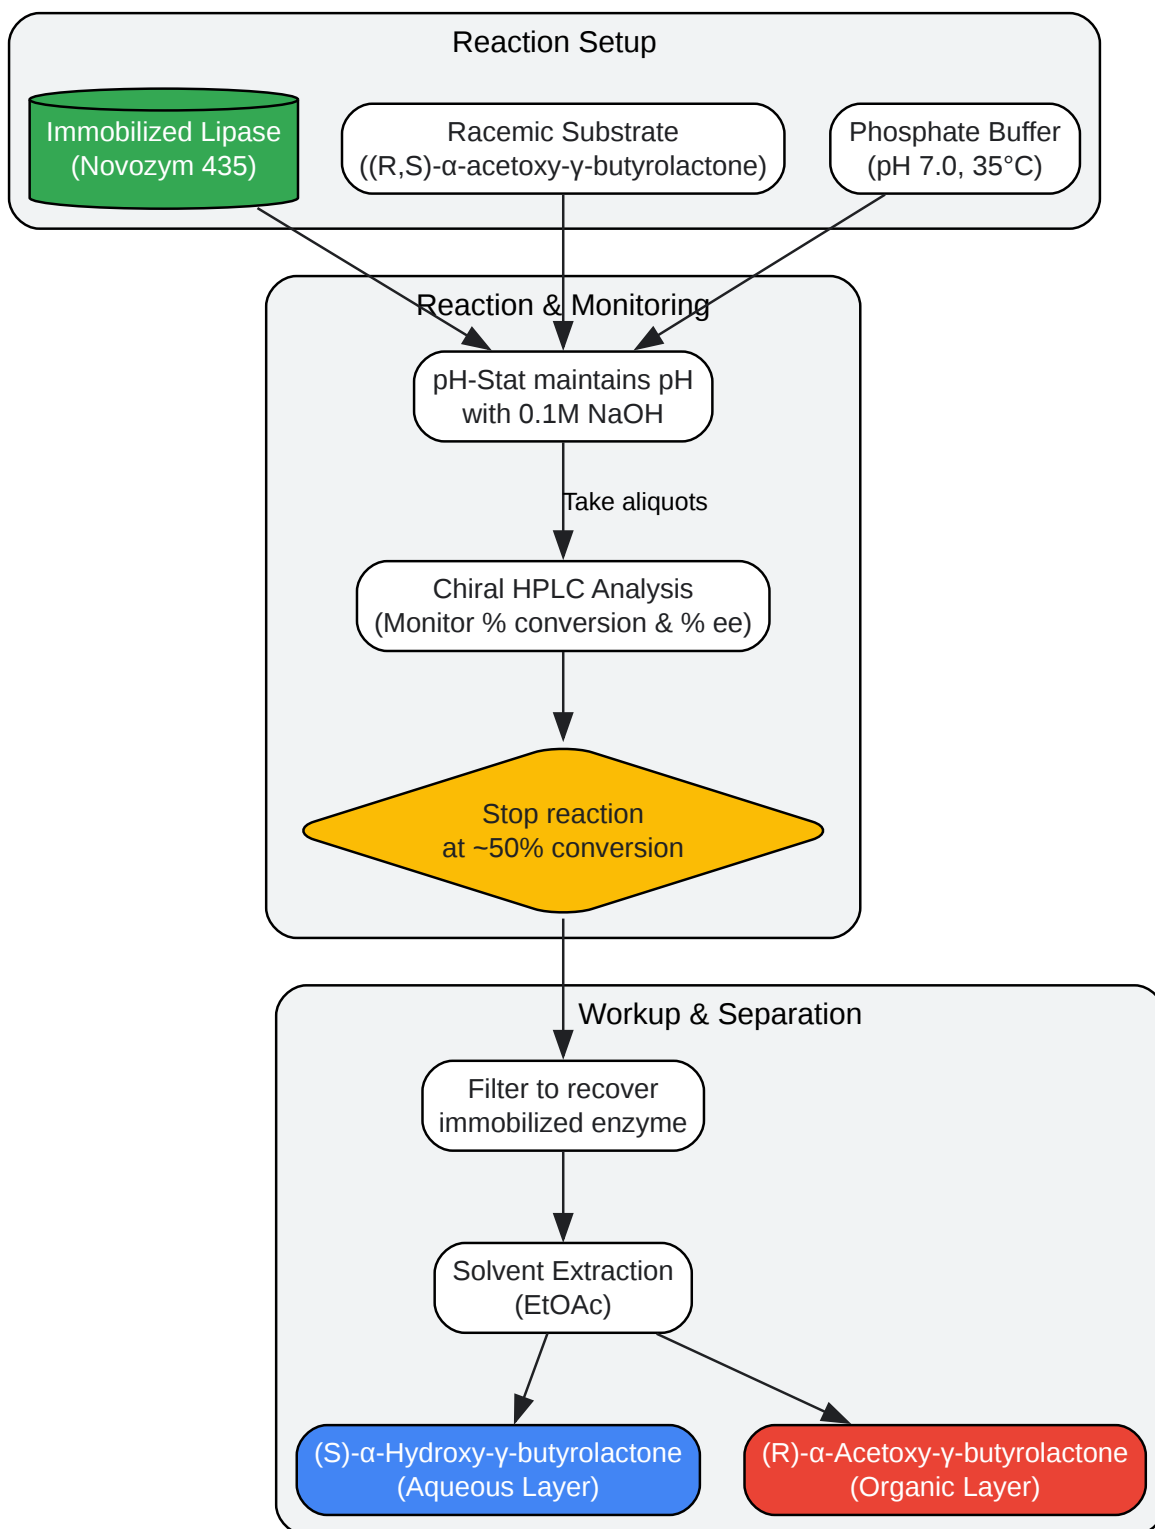 Reaction Setup
Immobilized Lipase
(Novozym 435)
Racemic Substrate
((R,S)-α-acetoxy-γ-butyrolactone)
Phosphate Buffer
(pH 7.0, 35°C)
Reaction & Monitoring
pH-Stat maintains pH
with 0.1M NaOH
Take aliquots
Chiral HPLC Analysis
(Monitor % conversion & % ee)
Stop reaction
at ~50% conversion
Workup & Separation
Filter to recover
immobilized enzyme
Solvent Extraction
(EtOAc)
(S)-α-Hydroxy-γ-butyrolactone
(Aqueous Layer)
(R)-α-Acetoxy-γ-butyrolactone
(Organic Layer)